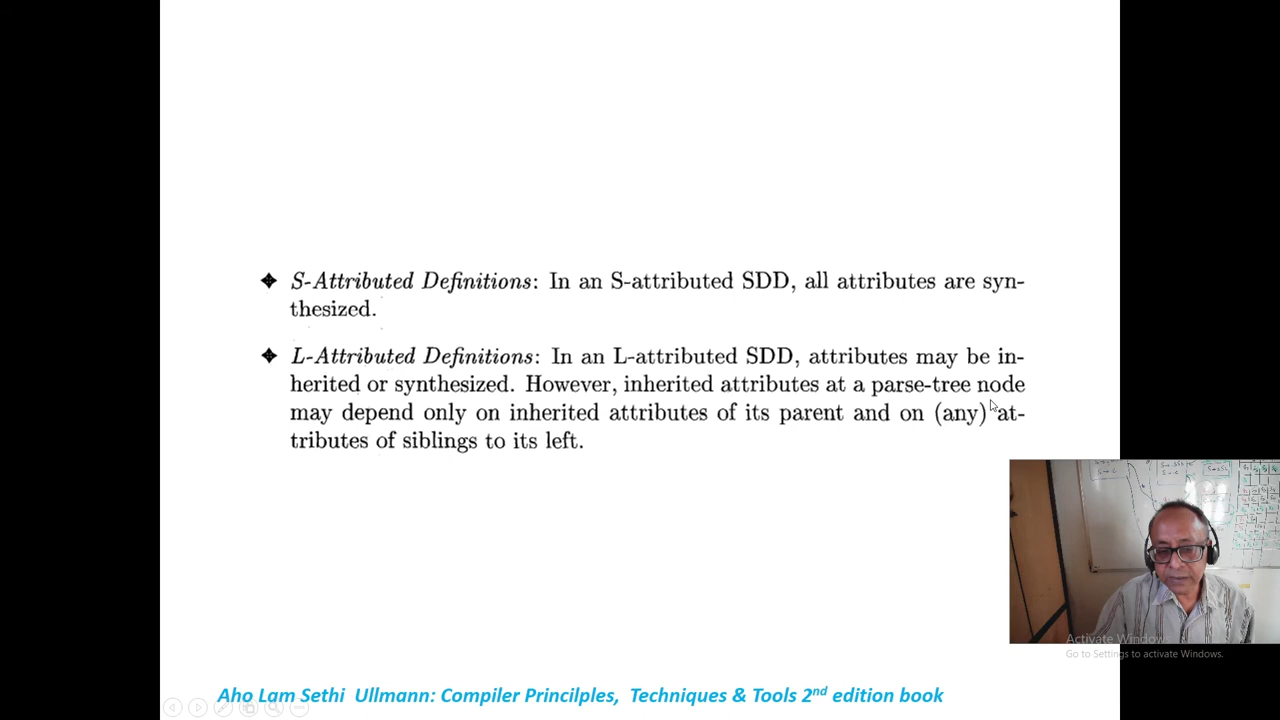 S-Attributed Definitions: In an S-attributed SDD, all attributes are syn-
thesized.
L-Attributed Definitions: In an L-attributed SDD, attributes may be in-
herited or synthesized. However, inherited attributes at a parse-tree node
may depend only on inherited attributes of its parent and on (any) at-
tributes of siblings to its left.
Activate Windows
Go to Settings to activate Windows.
Aho Lam Sethi Ullmann: Compiler Princilples, Techniques & Tools 2nd edition book